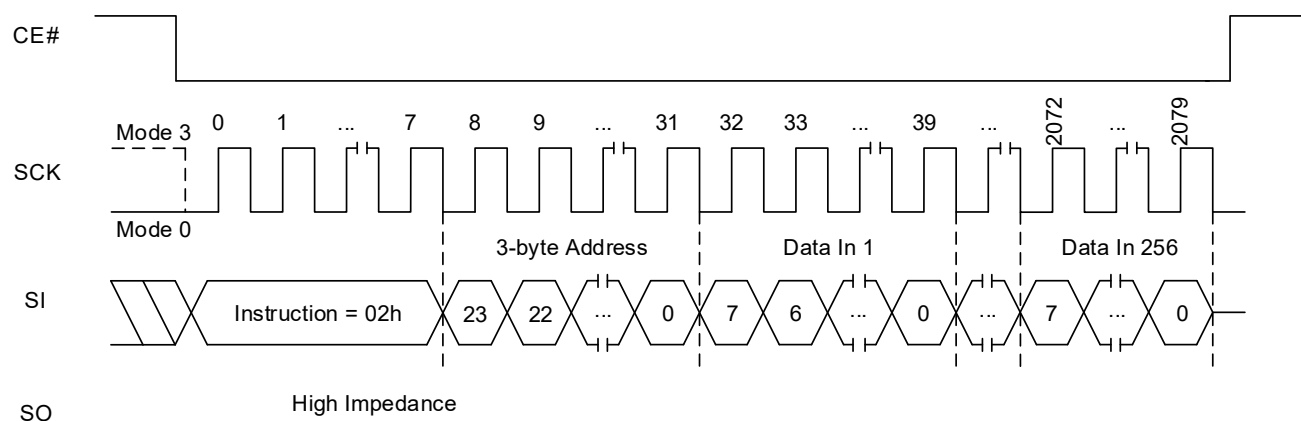 CE#
Mode 3 0 1 ... 7 8 9 ... 31 32 33 ... 39 ... 2072 ... 2079
SCK
Mode 0
3-byte Address Data In 1 Data In 256
SI Instruction = 02h 23 22 ... 0 7 6 ... 0 ... 7 ... 0
High Impedance
SO